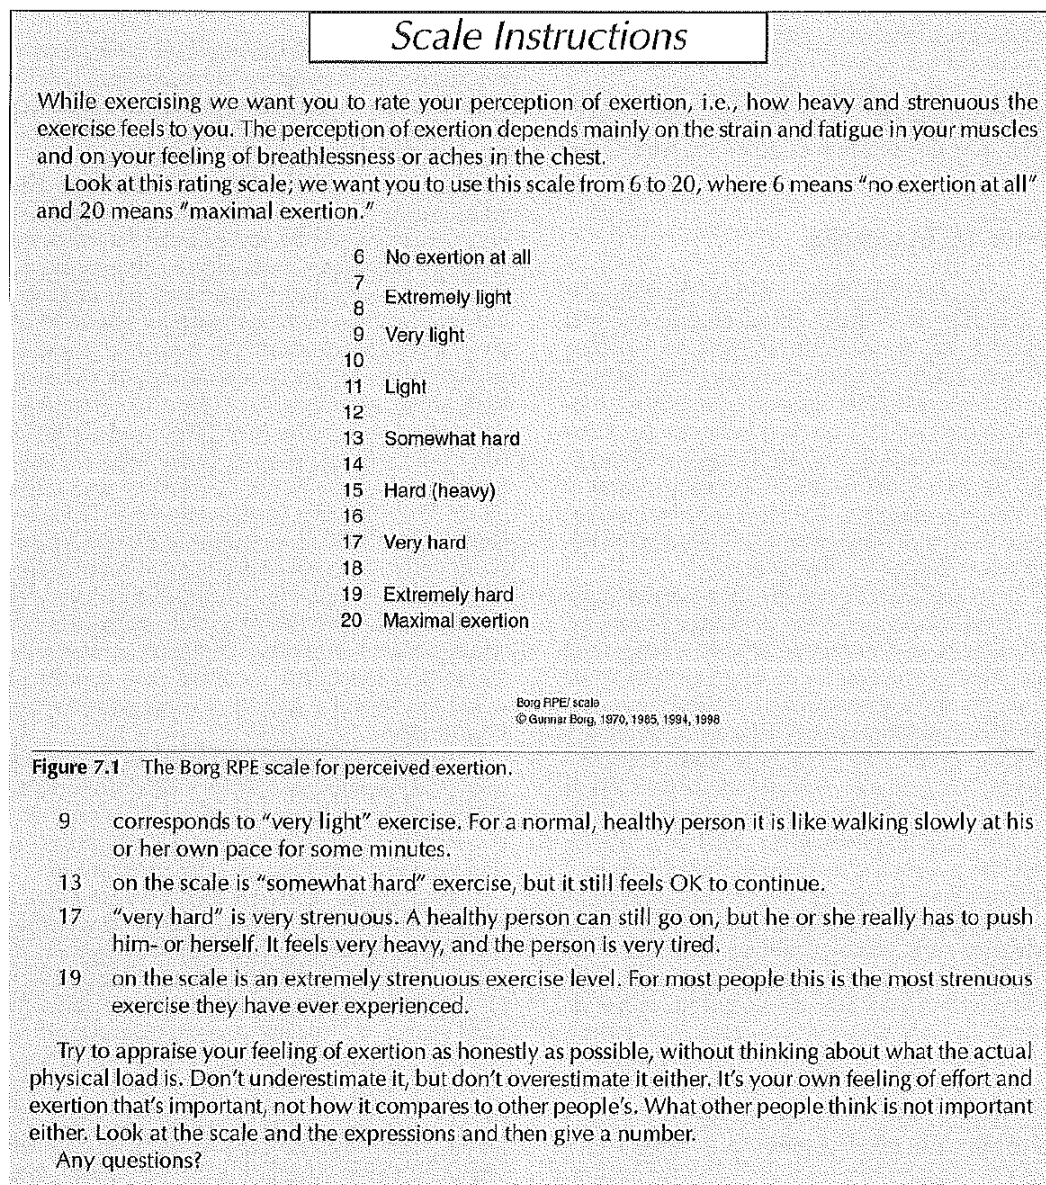 Scale Instructions
While exercising we want you to rate your perception of exertion, i.e., how heavy and strenuous the
exercise feels to you. The perception of exertion depends mainly on the strain and fatigue in your muscles
and on your feeling of breathlessness or aches in the chest.
Look at this rating scale; we want you to use this scale from 6 to 20, where 6 means "no exertion at all"
and 20 means "maximal exertion."
6 No exertion at all
7
Extremely light
8
9 Very light
10
11 Light
12
13 Somewhat hard
14
15 Hard (heavy)
16
17 Very hard
18
19 Extremely hard
20 Maximal exertion
Borg RPE/ scale
© Gunnar Borg, 1970, 1985, 1994, 1998
Figure 7.1 The Borg RPE scale for perceived exertion.
9 corresponds to "very light" exercise. For a normal, healthy person it is like walking slowly at his
or her own pace for some minutes.
13 on the scale is "somewhat hard" exercise, but it still feels OK to continue.
17 "very hard" is very strenuous. A healthy person can still go on, but he or she really has to push
him- or herself. It feels very heavy, and the person is very tired.
19 on the scale is an extremely strenuous exercise level. For most people this is the most strenuous
exercise they have ever experienced.
Try to appraise your feeling of exertion as honestly as possible, without thinking about what the actual
physical load is. Don't underestimate it, but don't overestimate it either. It's your own feeling of effort and
exertion that's important, not how it compares to other people's. What other people think is not important
either. Look at the scale and the expressions and then give a number.
Any questions?